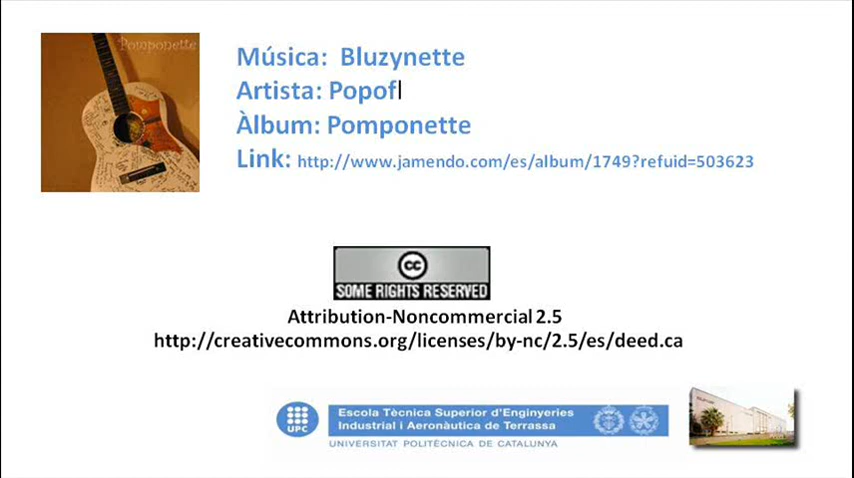 Pomponette
Música: Bluzynette
Artista: Popofl
Àlbum: Pomponette
Link: http://www.jamendo.com/es/album/1749?refuid=503623
cc
SOME RIGHTS RESERVED
Attribution-Noncommercial 2.5
http://creativecommons.org/licenses/by-nc/2.5/es/deed.ca
UPC
Escola Tècnica Superior d'Enginyeries
Industrial i Aeronàutica de Terrassa
UNIVERSITAT POLITÈCNICA DE CATALUNYA